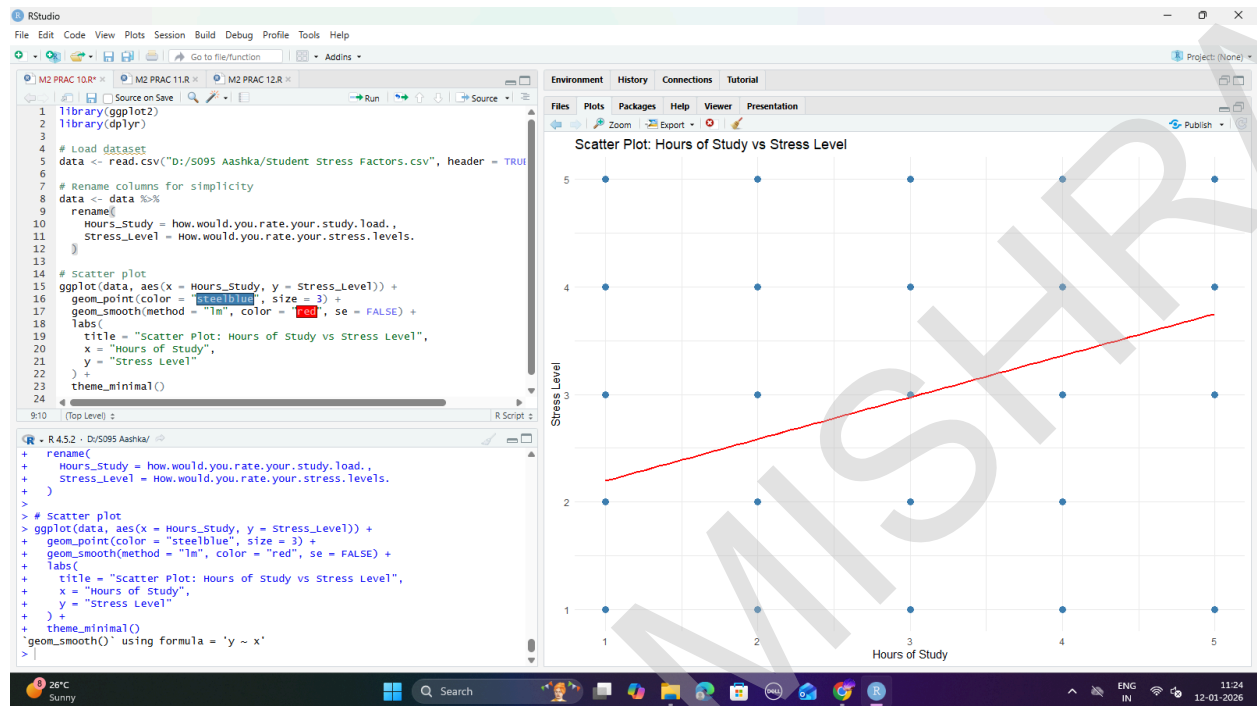 RStudio
File Edit Code View Plots Session Build Debug Profile Tools Help
Go to file/function
Addins
Project: (None)
M2 PRAC 10.R*
M2 PRAC 11.R
M2 PRAC 12.R
Source on Save
Run
Source
1 library(ggplot2)
2 library(dplyr)
3
4 # Load dataset
5 data <- read.csv("D:/S095 Aashka/Student Stress Factors.csv", header = TRUE
6
7 # Rename columns for simplicity
8 data <- data %>%
9 rename(
10 Hours_Study = how.would.you.rate.your.study.load.,
11 Stress_Level = How.would.you.rate.your.stress.levels.
12 )
13
14 # Scatter plot
15 ggplot(data, aes(x = Hours_Study, y = Stress_Level)) +
16 geom_point(color = "steelblue", size = 3) +
17 geom_smooth(method = "lm", color = "red", se = FALSE) +
18 labs(
19 title = "Scatter Plot: Hours of Study vs Stress Level",
20 x = "Hours of Study",
21 y = "Stress Level"
22 ) +
23 theme_minimal()
24
9:10 (Top Level) R Script
R 4.5.2 · D:/S095 Aashka/
+ rename(
+ Hours_Study = how.would.you.rate.your.study.load.,
+ Stress_Level = How.would.you.rate.your.stress.levels.
+ )
>
> # Scatter plot
> ggplot(data, aes(x = Hours_Study, y = Stress_Level)) +
+ geom_point(color = "steelblue", size = 3) +
+ geom_smooth(method = "lm", color = "red", se = FALSE) +
+ labs(
+ title = "Scatter Plot: Hours of Study vs Stress Level",
+ x = "Hours of Study",
+ y = "Stress Level"
+ ) +
+ theme_minimal()
`geom_smooth()` using formula = 'y ~ x'
>
Environment History Connections Tutorial
Files Plots Packages Help Viewer Presentation
Zoom Export Publish
Scatter Plot: Hours of Study vs Stress Level
5
4
3
2
1
Stress Level
1 2 3 4 5
Hours of Study
MISHRA
8
26°C
Sunny
Search
DELL
R
ENG
IN
11:24
12-01-2026